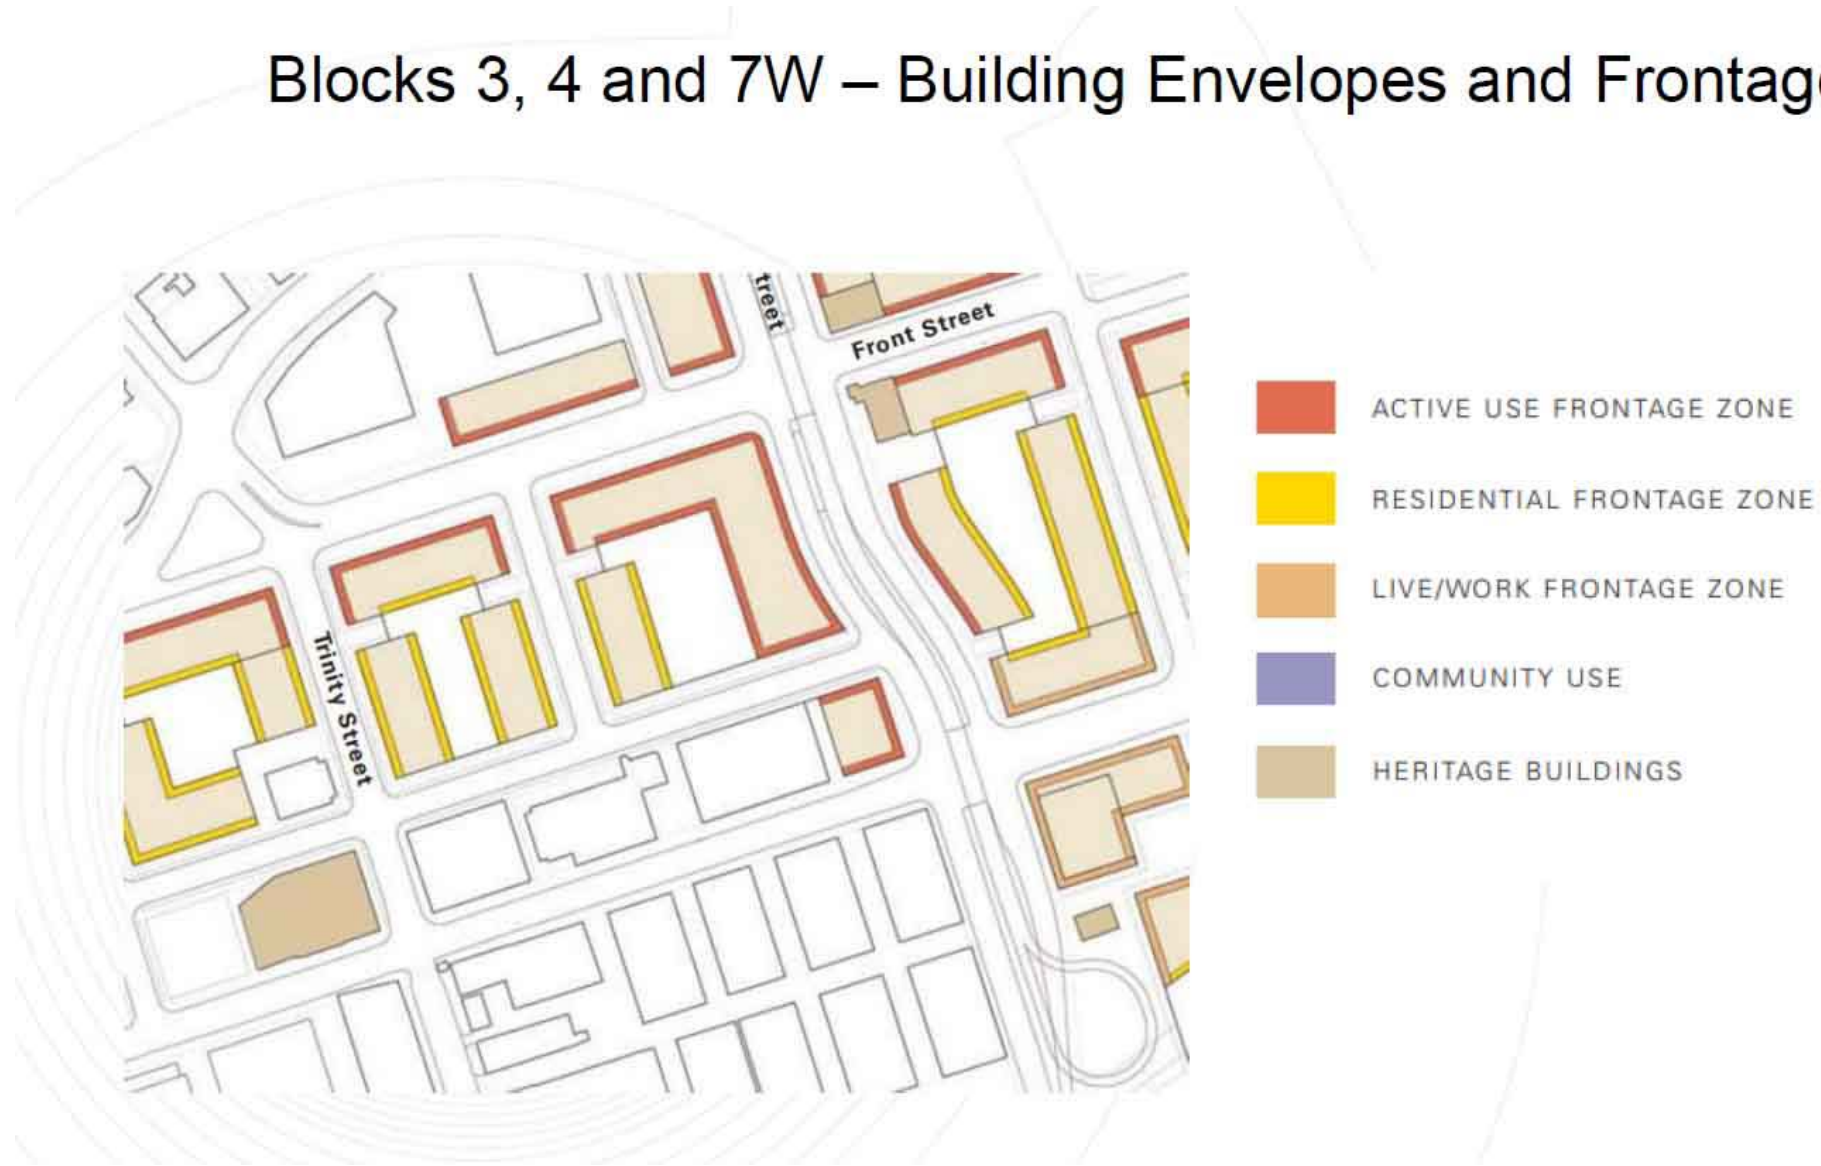 Blocks 3, 4 and 7W – Building Envelopes and Frontag
treet
Front Street
Trinity Street
ACTIVE USE FRONTAGE ZONE
RESIDENTIAL FRONTAGE ZONE
LIVE/WORK FRONTAGE ZONE
COMMUNITY USE
HERITAGE BUILDINGS